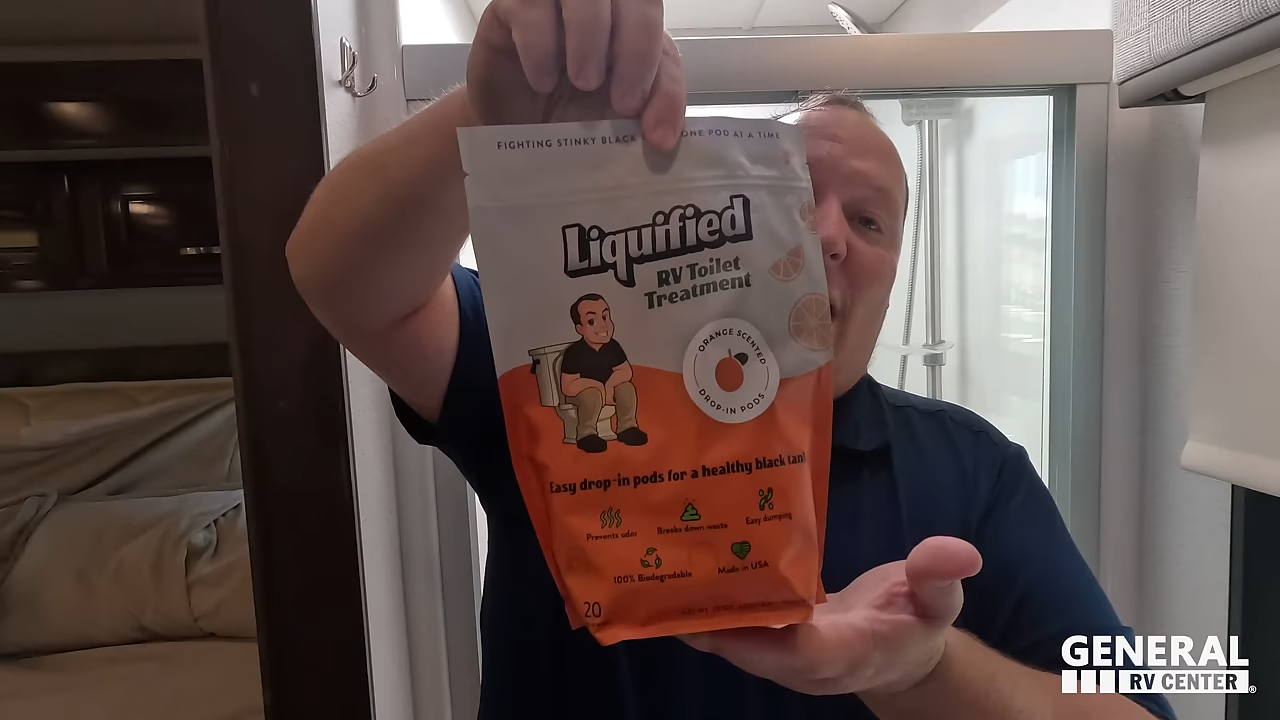 FIGHTING STINKY BLACK ONE POD AT A TIME
Liquified
RV Toilet
Treatment
ORANGE SCENTED
DROP-IN PODS
Easy drop-in pods for a healthy black tank
Prevents odor
Breaks down waste
Easy dumping
100% Biodegradable
Made in USA
20
GENERAL
RV CENTER®